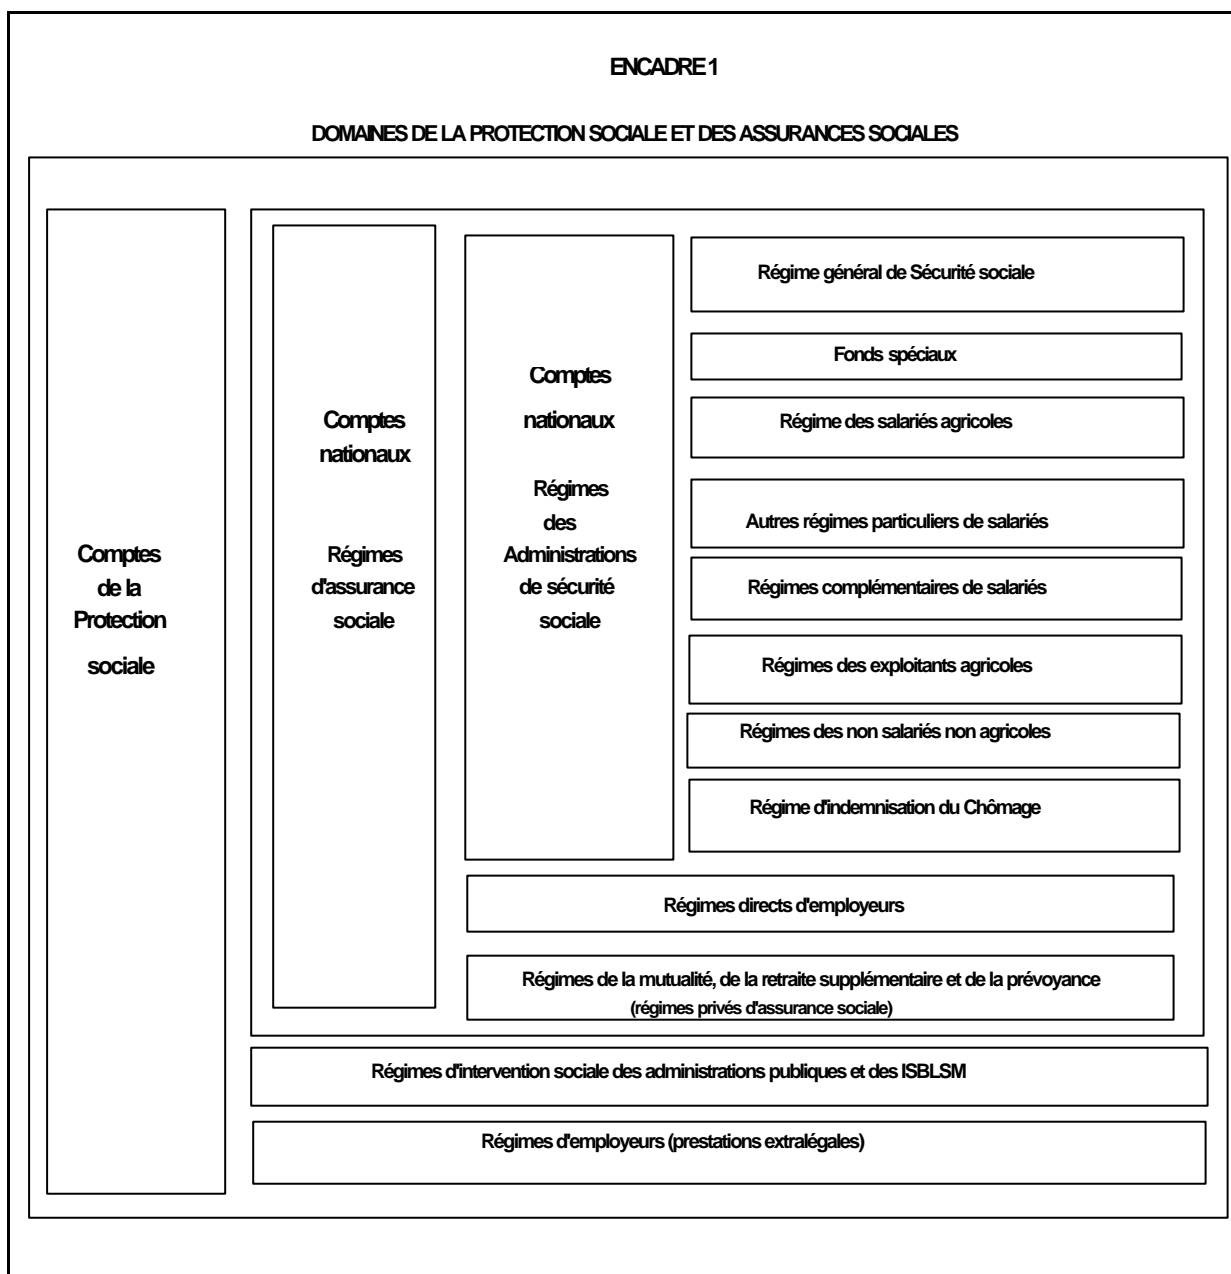 ENCADRE 1
DOMAINES DE LA PROTECTION SOCIALE ET DES ASSURANCES SOCIALES
Comptes
de la
Protection
sociale
Comptes
nationaux
Régimes
d'assurance
sociale
Comptes
nationaux
Régimes
des
Administrations
de sécurité
sociale
Régime général de Sécurité sociale
Fonds spéciaux
Régime des salariés agricoles
Autres régimes particuliers de salariés
Régimes complémentaires de salariés
Régimes des exploitants agricoles
Régimes des non salariés non agricoles
Régime d'indemnisation du Chômage
Régimes directs d'employeurs
Régimes de la mutualité, de la retraite supplémentaire et de la prévoyance
(régimes privés d'assurance sociale)
Régimes d'intervention sociale des administrations publiques et des ISBLSM
Régimes d'employeurs (prestations extralégales)